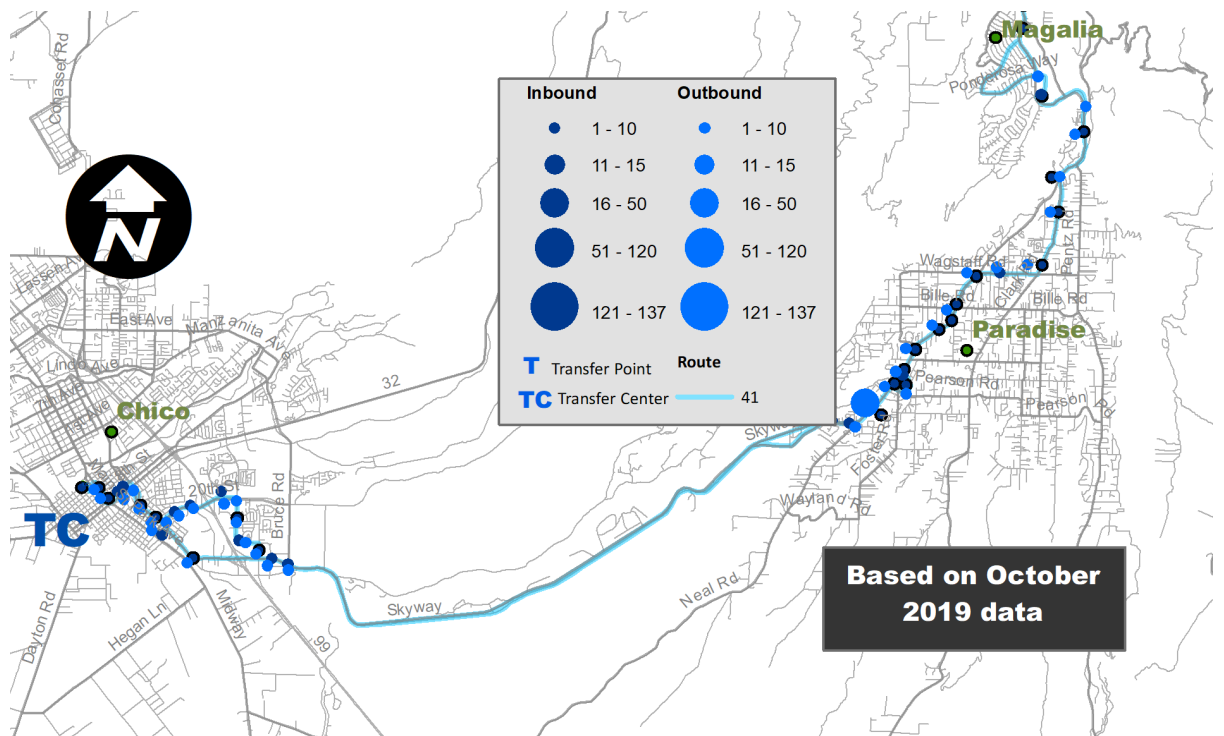 Magalia
Ponderosa Way
Cohasset Rd
Inbound Outbound
1 - 10 1 - 10
11 - 15 11 - 15
16 - 50 16 - 50
51 - 120 51 - 120
121 - 137 121 - 137
T Transfer Point Route
TC Transfer Center 41
N
Wagstaff Rd
Pentz Rd
Clark Rd
Bille Rd
Bille Rd
Paradise
Pearson Rd
Pearson Rd
East Ave
Manzanita Ave
Lindo Ave
32
Chico
20th St
Bruce Rd
TC
Skyway
Foster Rd
Wayland Rd
Neal Rd
Skyway
Midway
Hegan Ln
99
Dayton Rd
Based on October
2019 data